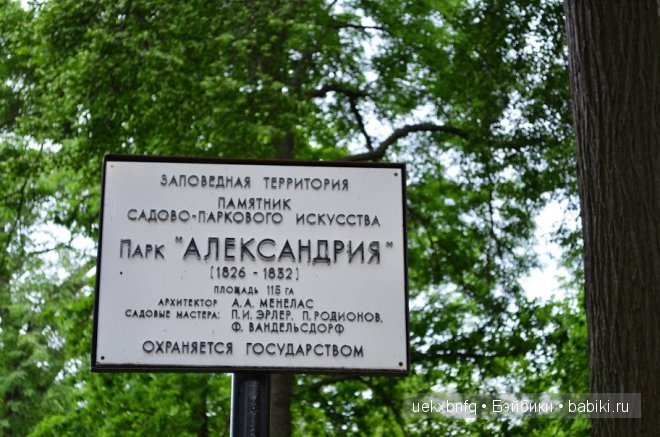 ЗАПОВЕДНАЯ ТЕРРИТОРИЯ
ПАМЯТНИК
САДОВО-ПАРКОВОГО ИСКУССТВА
ПАРК "АЛЕКСАНДРИЯ"
[1826 - 1832]
ПЛОЩАДЬ 115 ГА
АРХИТЕКТОР А.А. МЕНЕЛАС
САДОВЫЕ МАСТЕРА: П.И. ЭРЛЕР, П. РОДИОНОВ,
Ф. ВАНДЕЛЬСДОРФ
ОХРАНЯЕТСЯ ГОСУДАРСТВОМ
uekxbnfq • Бэйбики • babiki.ru